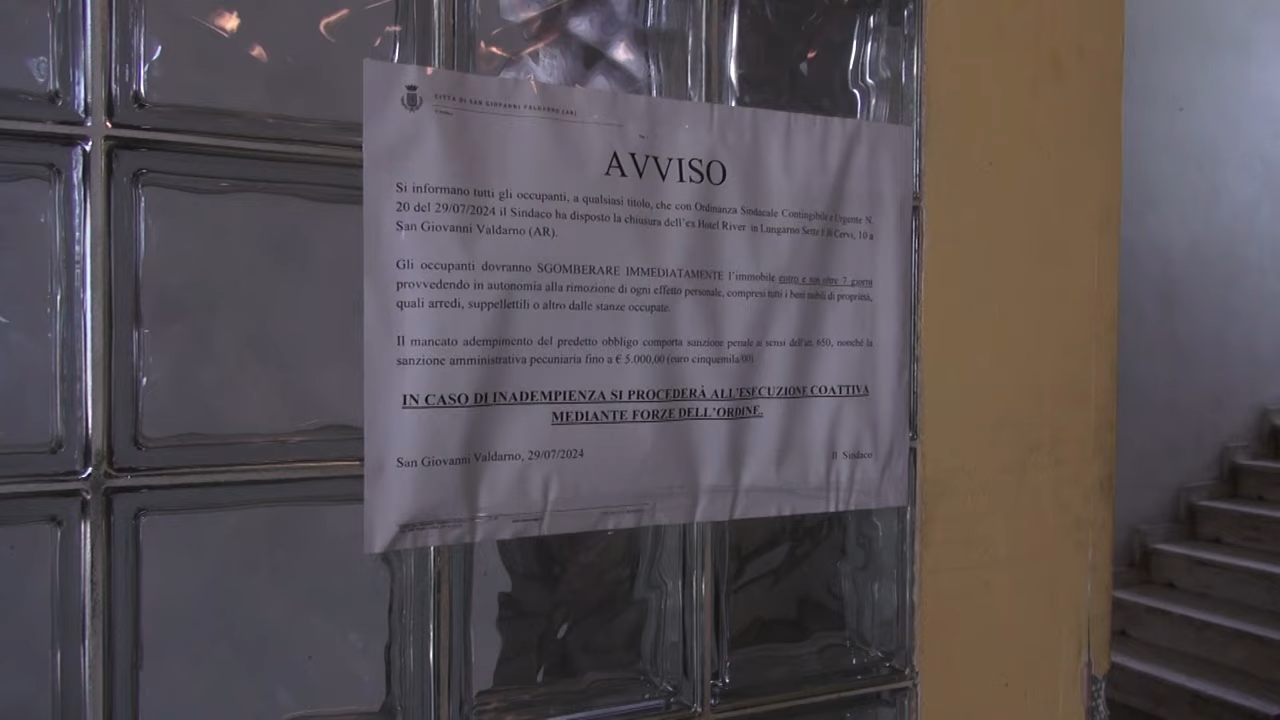 CITTÀ DI SAN GIOVANNI VALDARNO (AR)
AVVISO
Si informano tutti gli occupanti, a qualsiasi titolo, che con Ordinanza Sindacale Contingibile e Urgente N.
20 del 29/07/2024 il Sindaco ha disposto la chiusura dell'ex Hotel River in Lungarno Sette F.lli Cervi, 10 a
San Giovanni Valdarno (AR).
Gli occupanti dovranno SGOMBERARE IMMEDIATAMENTE l'immobile entro e non oltre 7 giorni
provvedendo in autonomia alla rimozione di ogni effetto personale, compresi tutti i beni mobili di proprietà,
quali arredi, suppellettili o altro dalle stanze occupate.
Il mancato adempimento del predetto obbligo comporta sanzione penale ai sensi dell'art. 650, nonché la
sanzione amministrativa pecuniaria fino a € 5.000,00 (euro cinquemila/00)
IN CASO DI INADEMPIENZA SI PROCEDERÀ ALL'ESECUZIONE COATTIVA
MEDIANTE FORZE DELL'ORDINE.
San Giovanni Valdarno, 29/07/2024
Il Sindaco